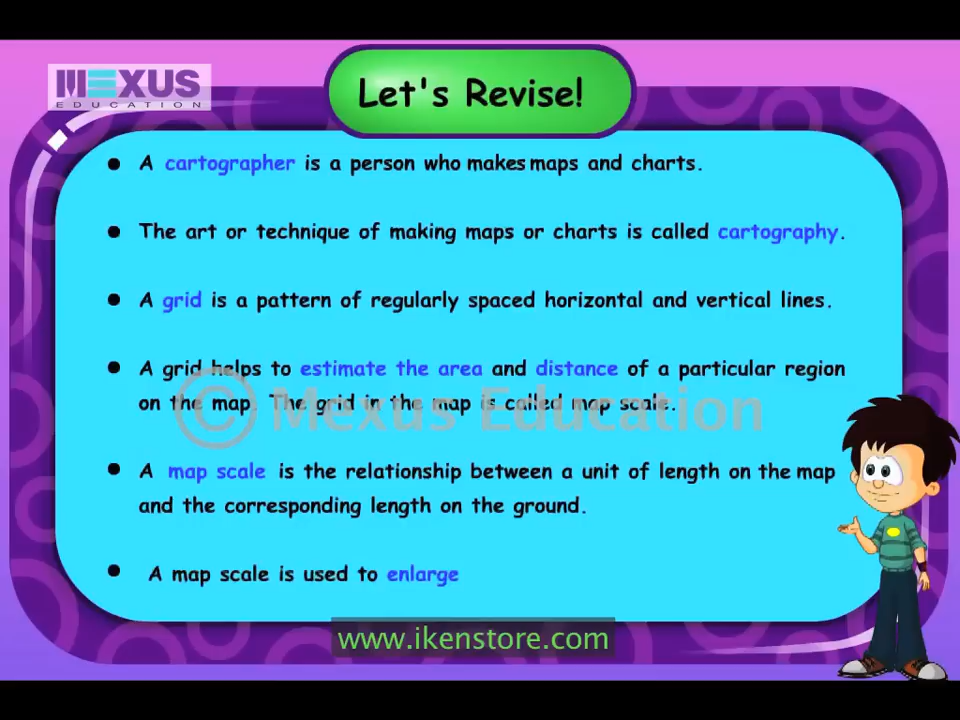 MEXUS
EDUCATION
Let's Revise!
• A cartographer is a person who makes maps and charts.
• The art or technique of making maps or charts is called cartography.
• A grid is a pattern of regularly spaced horizontal and vertical lines.
• A grid helps to estimate the area and distance of a particular region
on the map. The grid in the map is called map scale.
© Mexus Education
• A map scale is the relationship between a unit of length on the map
and the corresponding length on the ground.
• A map scale is used to enlarge
www.ikenstore.com